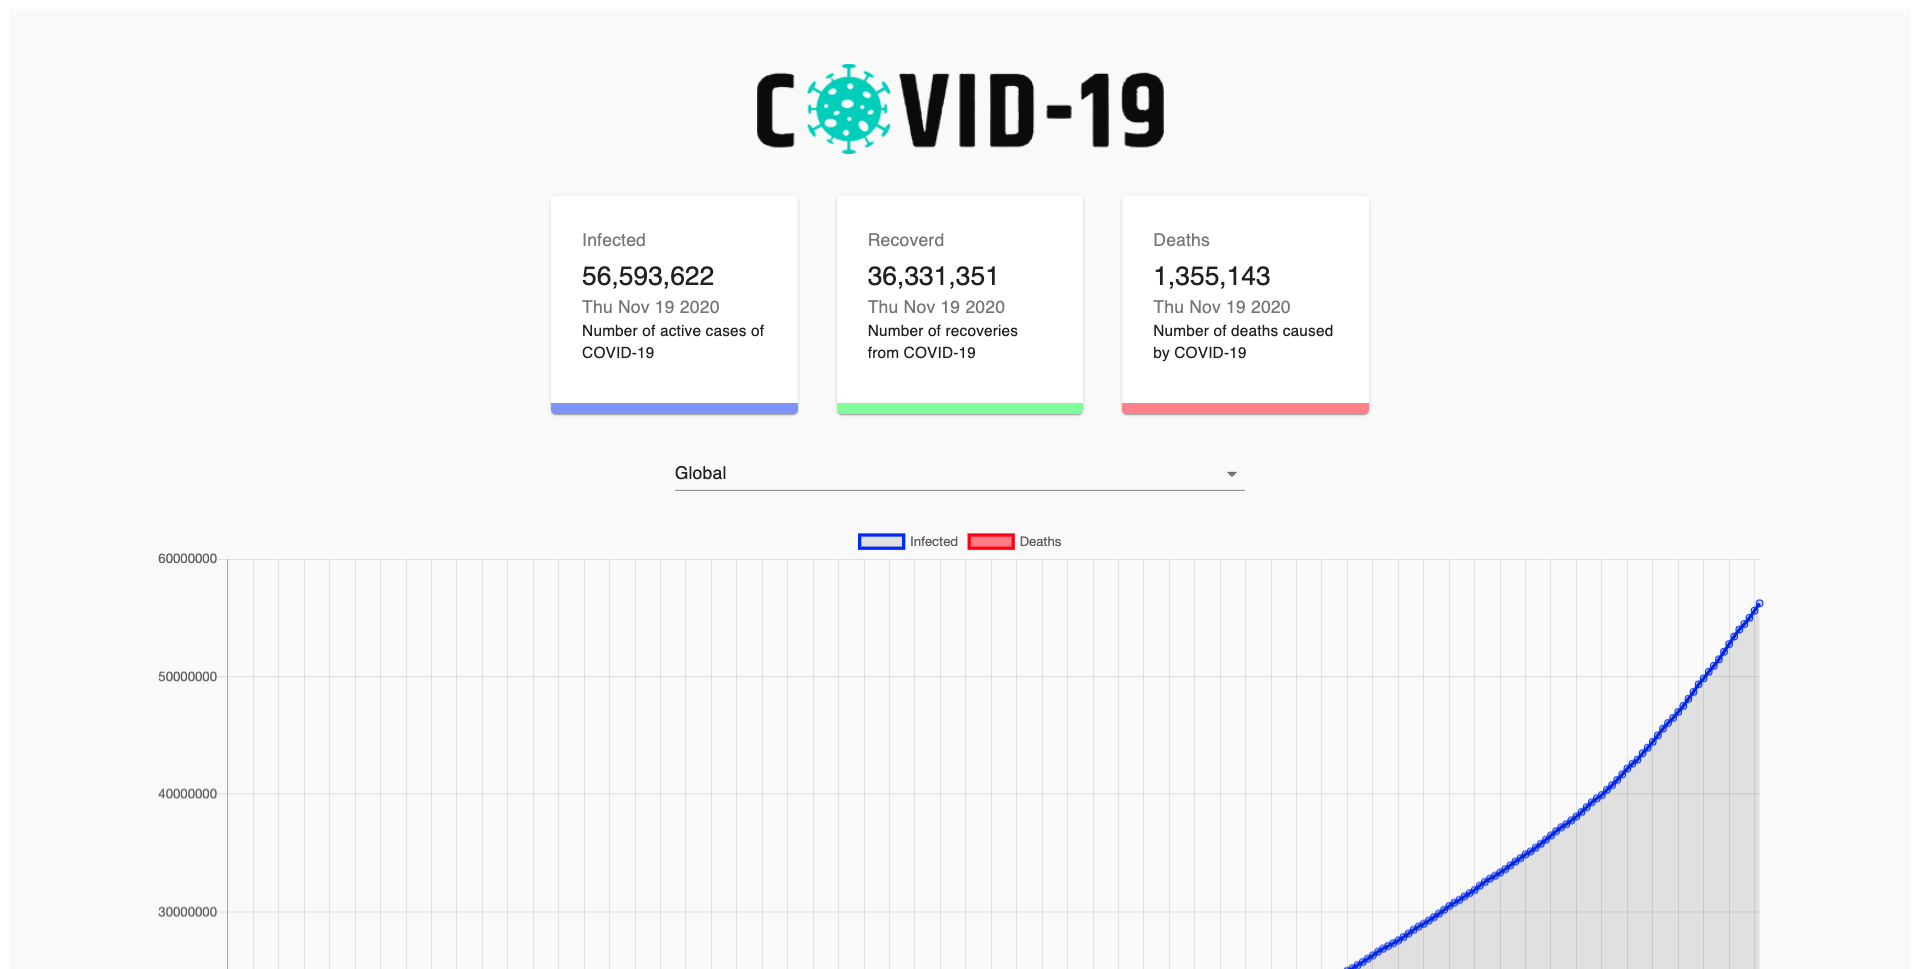 COVID-19
Infected
56,593,622
Thu Nov 19 2020
Number of active cases of
COVID-19
Recoverd
36,331,351
Thu Nov 19 2020
Number of recoveries
from COVID-19
Deaths
1,355,143
Thu Nov 19 2020
Number of deaths caused
by COVID-19
Global
Infected Deaths
60000000
50000000
40000000
30000000